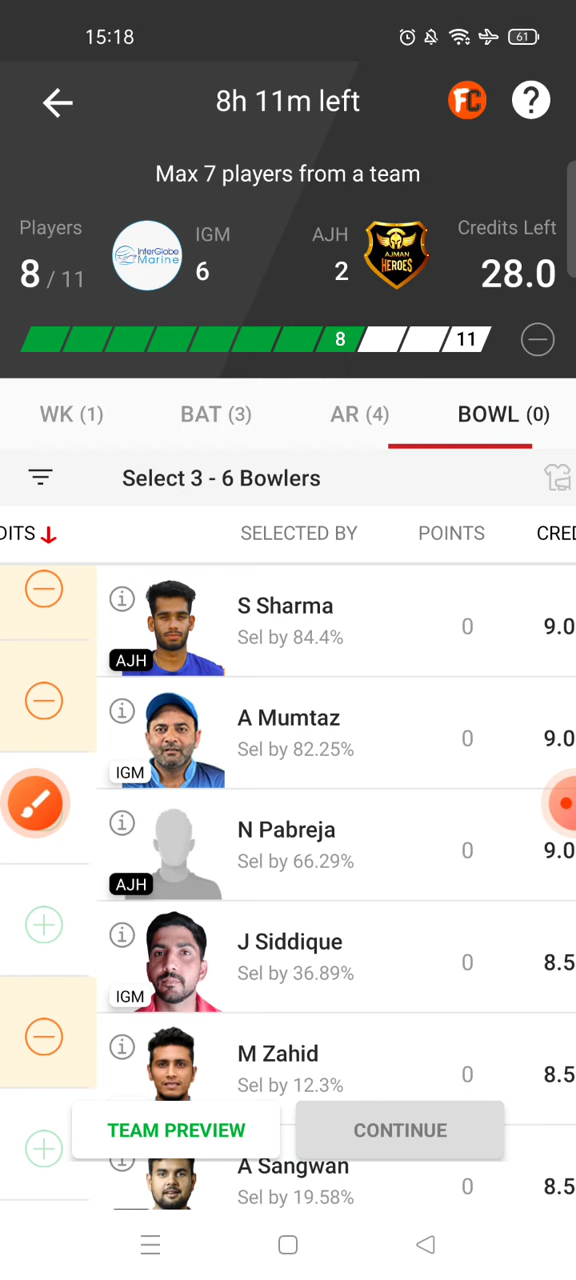 15:18
61
8h 11m left
FC
?
Max 7 players from a team
Players
IGM
AJH
Credits Left
8 / 11
InterGlobe
Marine
6
2
AJMAN
HEROES
28.0
8
11
WK (1)
BAT (3)
AR (4)
BOWL (0)
Select 3 - 6 Bowlers
DITS
SELECTED BY
POINTS
CRED
S Sharma
Sel by 84.4%
AJH
0
9.0
A Mumtaz
Sel by 82.25%
IGM
0
9.0
N Pabreja
Sel by 66.29%
AJH
0
9.0
J Siddique
Sel by 36.89%
IGM
0
8.5
M Zahid
Sel by 12.3%
0
8.5
TEAM PREVIEW
CONTINUE
A Sangwan
Sel by 19.58%
0
8.5